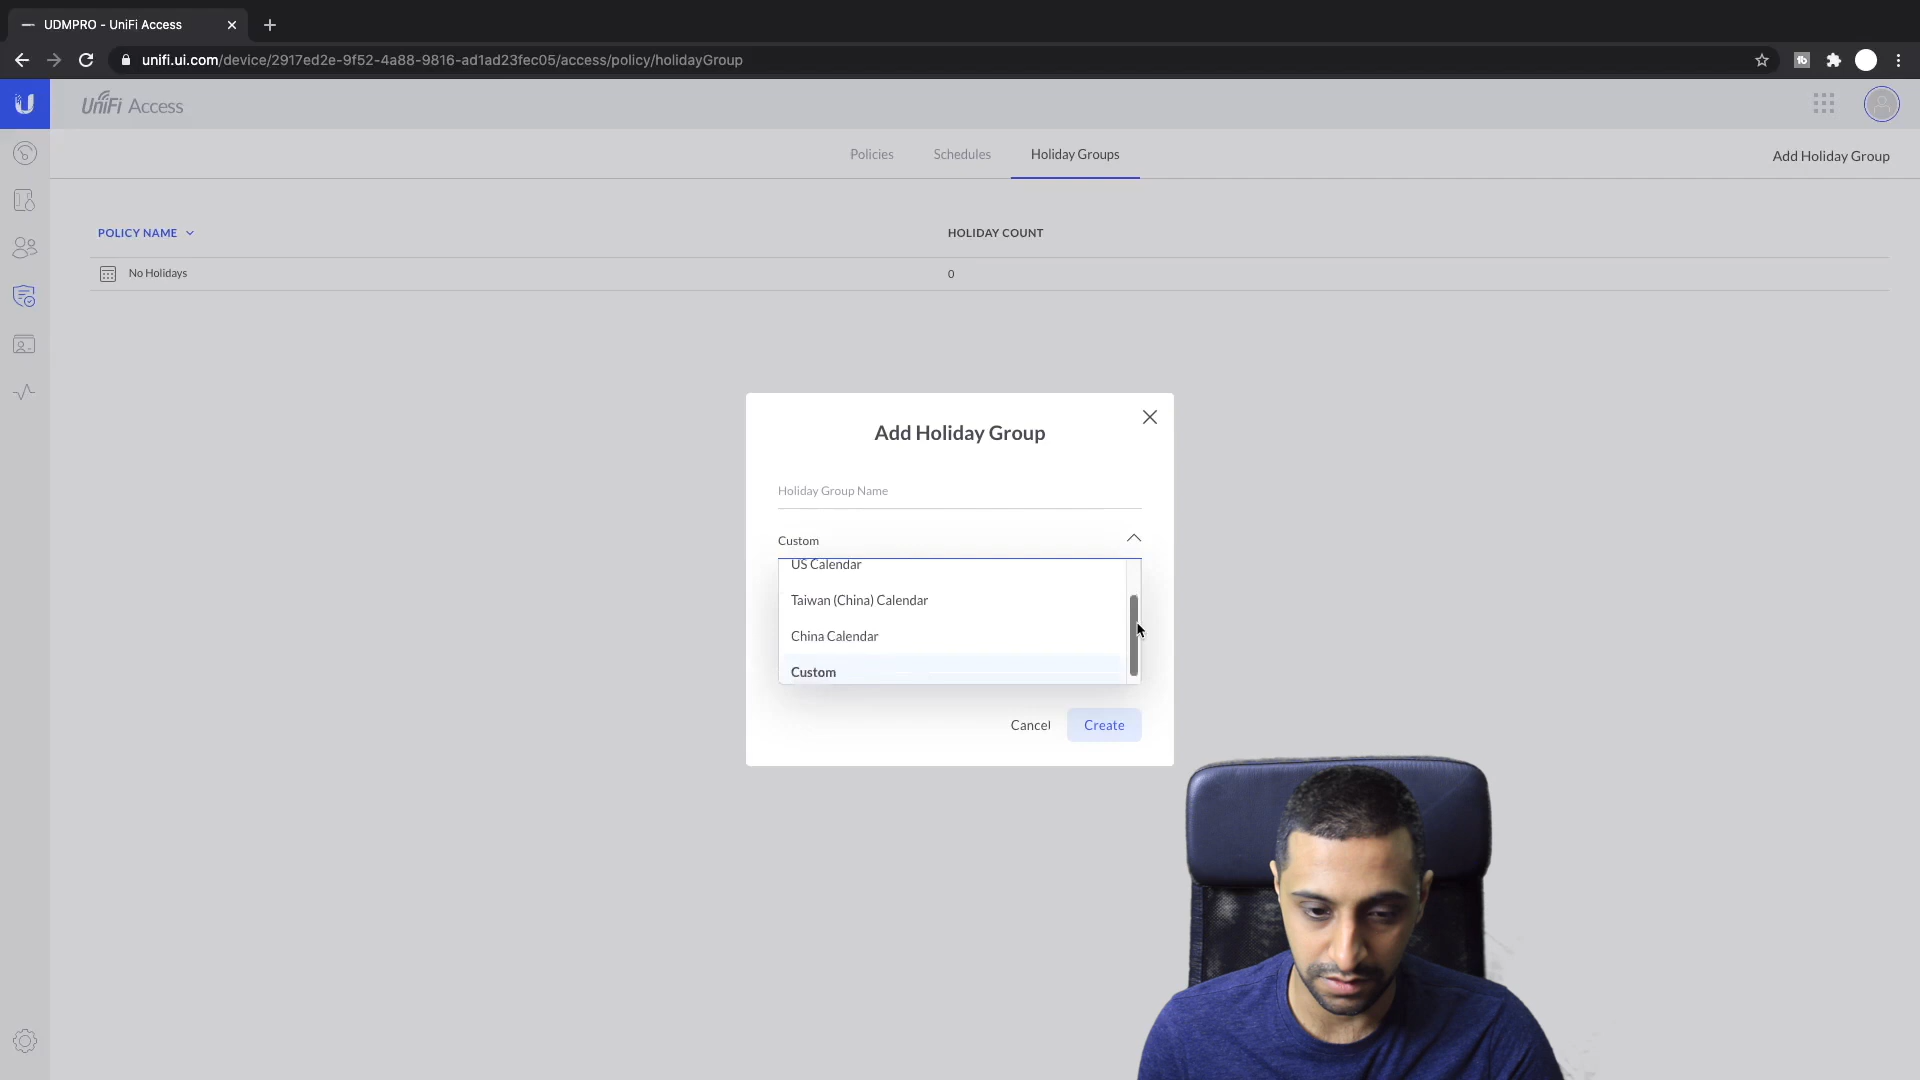 UDMPRO - UniFi Access
unifi.ui.com/device/2917ed2e-9f52-4a88-9816-ad1ad23fec05/access/policy/holidayGroup
UniFi Access
Policies
Schedules
Holiday Groups
Add Holiday Group
POLICY NAME
HOLIDAY COUNT
No Holidays
0
Add Holiday Group
Holiday Group Name
Custom
US Calendar
Taiwan (China) Calendar
China Calendar
Custom
Cancel
Create